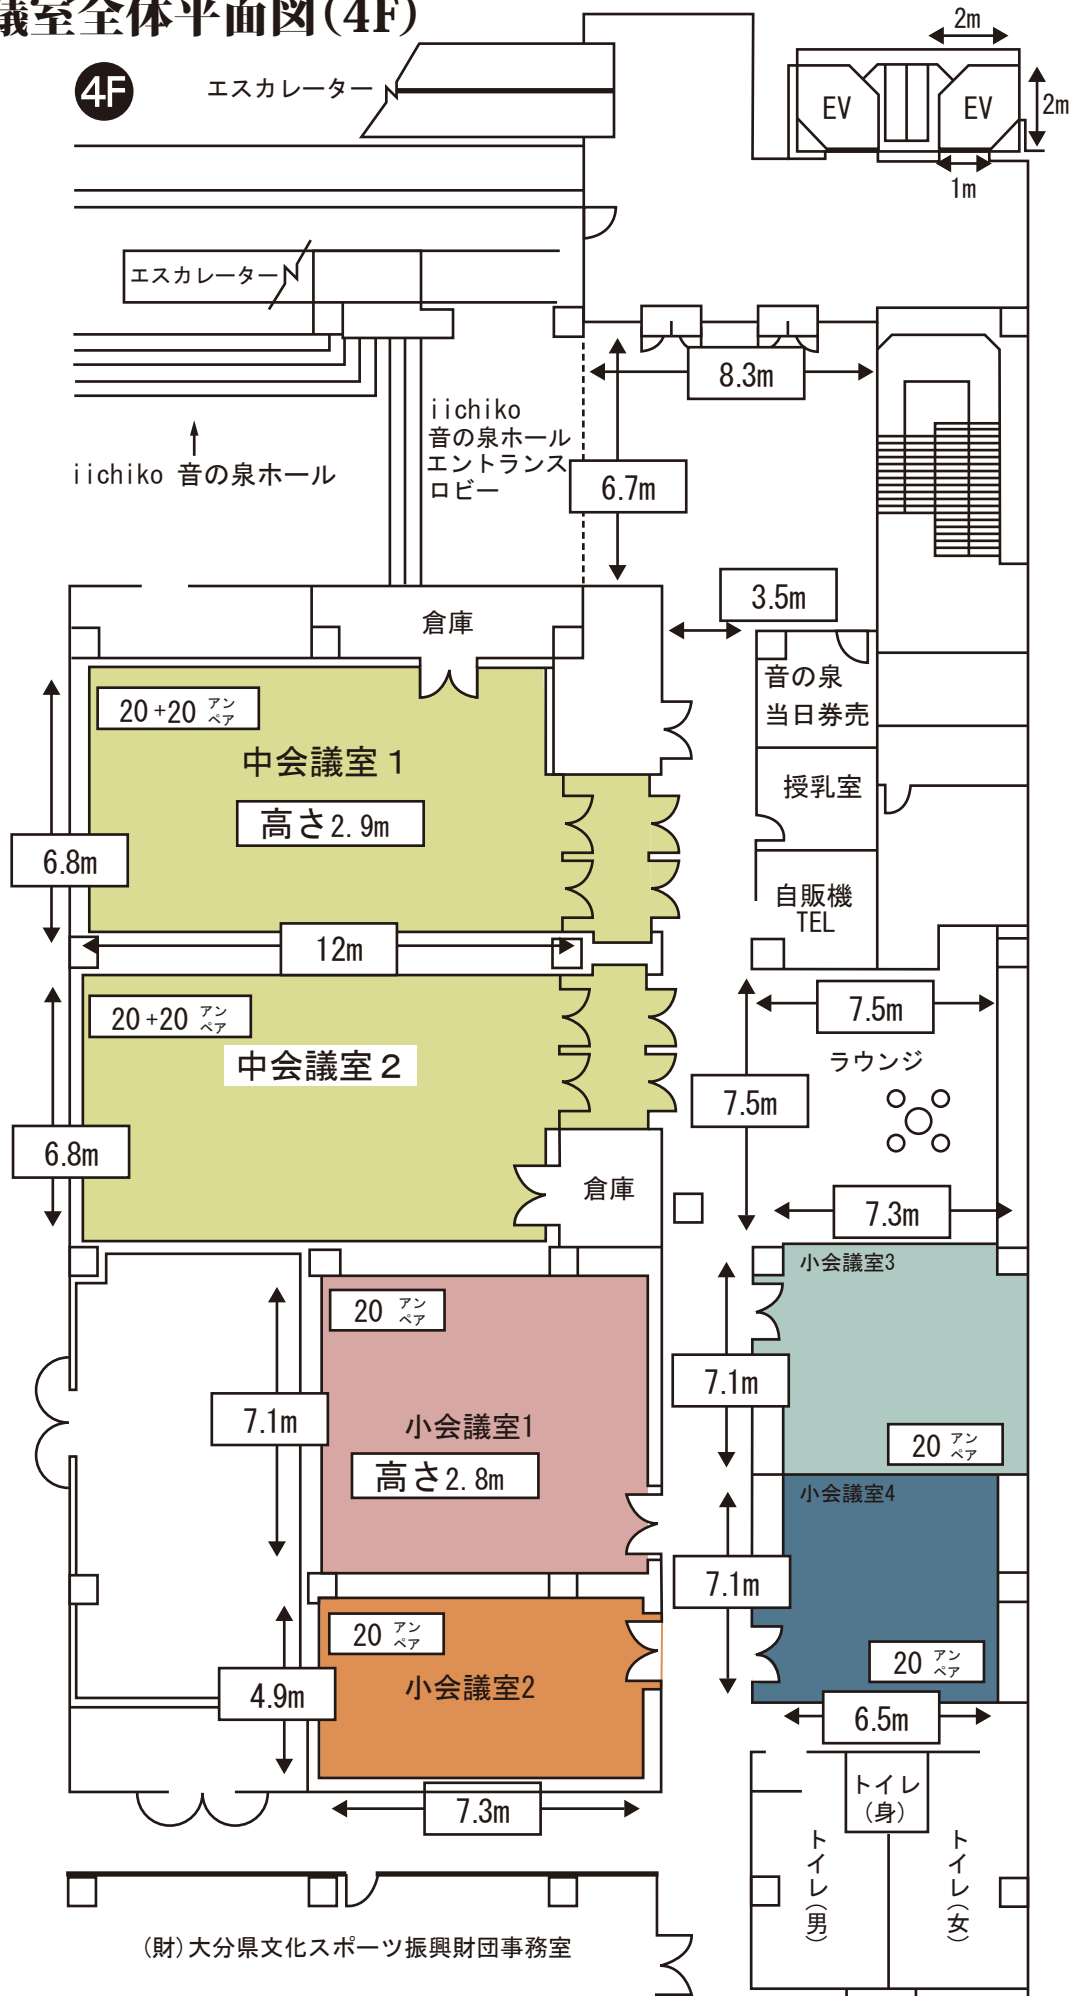 議室全体平面図(4F)
4F
エスカレーター
2m
EV
EV
2m
1m
エスカレーター
8.3m
iichiko
音の泉ホール
エントランス
ロビー
iichiko 音の泉ホール
6.7m
3.5m
倉庫
音の泉
当日券売
20+20 アンペア
中会議室1
高さ2.9m
授乳室
6.8m
自販機
TEL
12m
20+20 アンペア
中会議室2
7.5m
ラウンジ
7.5m
6.8m
倉庫
7.3m
小会議室3
20 アンペア
7.1m
7.1m
小会議室1
高さ2.8m
20 アンペア
小会議室4
7.1m
20 アンペア
20 アンペア
小会議室2
4.9m
6.5m
7.3m
トイレ
(身)
トイレ(男)
トイレ(女)
(財)大分県文化スポーツ振興財団事務室